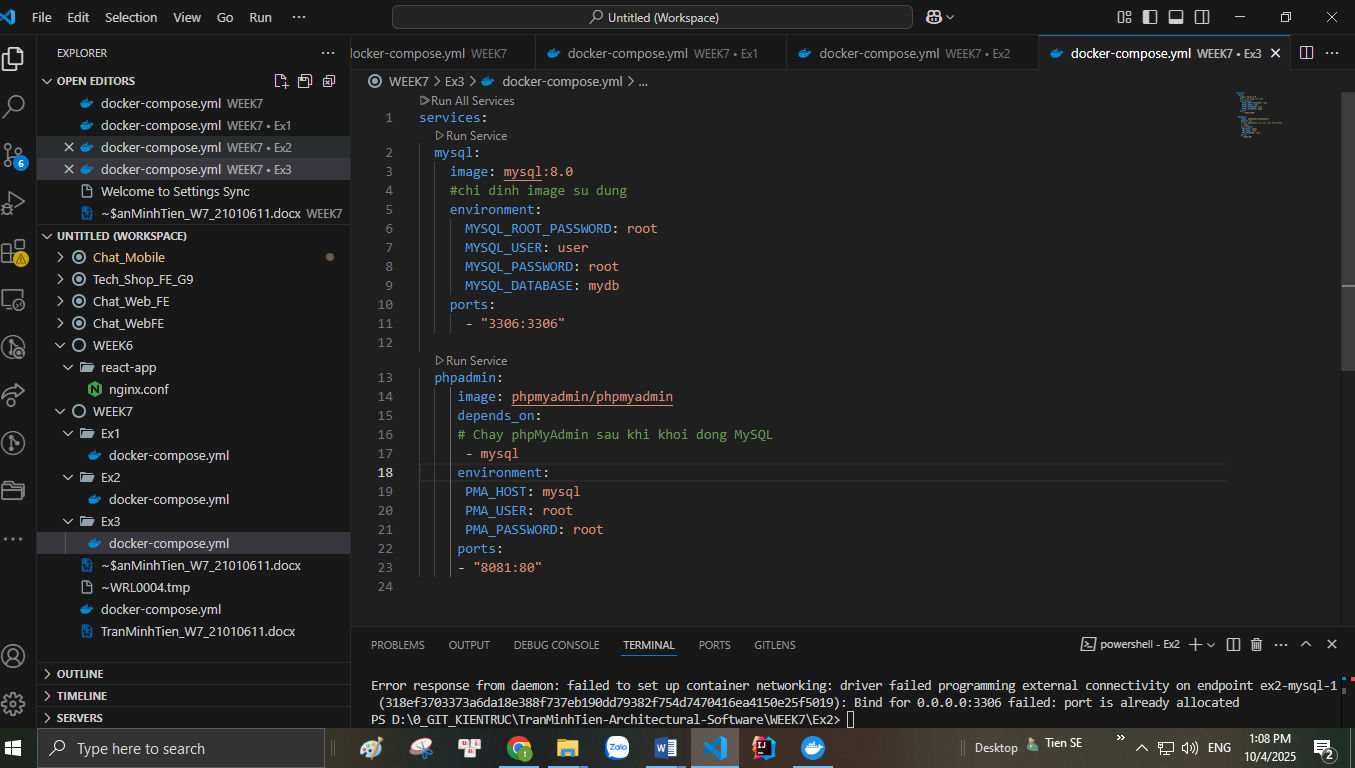 File Edit Selection View Go Run ··· Untitled (Workspace)
EXPLORER ···
OPEN EDITORS
docker-compose.yml WEEK7
docker-compose.yml WEEK7 • Ex1
docker-compose.yml WEEK7 • Ex2
docker-compose.yml WEEK7 • Ex3
Welcome to Settings Sync
~$anMinhTien_W7_21010611.docx WEEK7
UNTITLED (WORKSPACE)
Chat_Mobile
Tech_Shop_FE_G9
Chat_Web_FE
Chat_WebFE
WEEK6
react-app
nginx.conf
WEEK7
Ex1
docker-compose.yml
Ex2
docker-compose.yml
Ex3
docker-compose.yml
~$anMinhTien_W7_21010611.docx
~WRL0004.tmp
docker-compose.yml
TranMinhTien_W7_21010611.docx
OUTLINE
TIMELINE
SERVERS
6
locker-compose.yml WEEK7 docker-compose.yml WEEK7 • Ex1 docker-compose.yml WEEK7 • Ex2 docker-compose.yml WEEK7 • Ex3
WEEK7 > Ex3 > docker-compose.yml > ...
Run All Services
1 services:
Run Service
2 mysql:
3 image: mysql:8.0
4 #chi dinh image su dung
5 environment:
6 MYSQL_ROOT_PASSWORD: root
7 MYSQL_USER: user
8 MYSQL_PASSWORD: root
9 MYSQL_DATABASE: mydb
10 ports:
11 - "3306:3306"
12
Run Service
13 phpadmin:
14 image: phpmyadmin/phpmyadmin
15 depends_on:
16 # Chay phpMyAdmin sau khi khoi dong MySQL
17 - mysql
18 environment:
19 PMA_HOST: mysql
20 PMA_USER: root
21 PMA_PASSWORD: root
22 ports:
23 - "8081:80"
24
PROBLEMS OUTPUT DEBUG CONSOLE TERMINAL PORTS GITLENS powershell - Ex2
Error response from daemon: failed to set up container networking: driver failed programming external connectivity on endpoint ex2-mysql-1
(318ef3703373a6da18e388f737eb190dd79382f754d7470416ea4150e25f5019): Bind for 0.0.0.0:3306 failed: port is already allocated
PS D:\0_GIT_KIENTRUC\TranMinhTien-Architectural-Software\WEEK7\Ex2>
Type here to search Zalo Desktop Tien SE ENG 1:08 PM
10/4/2025
2